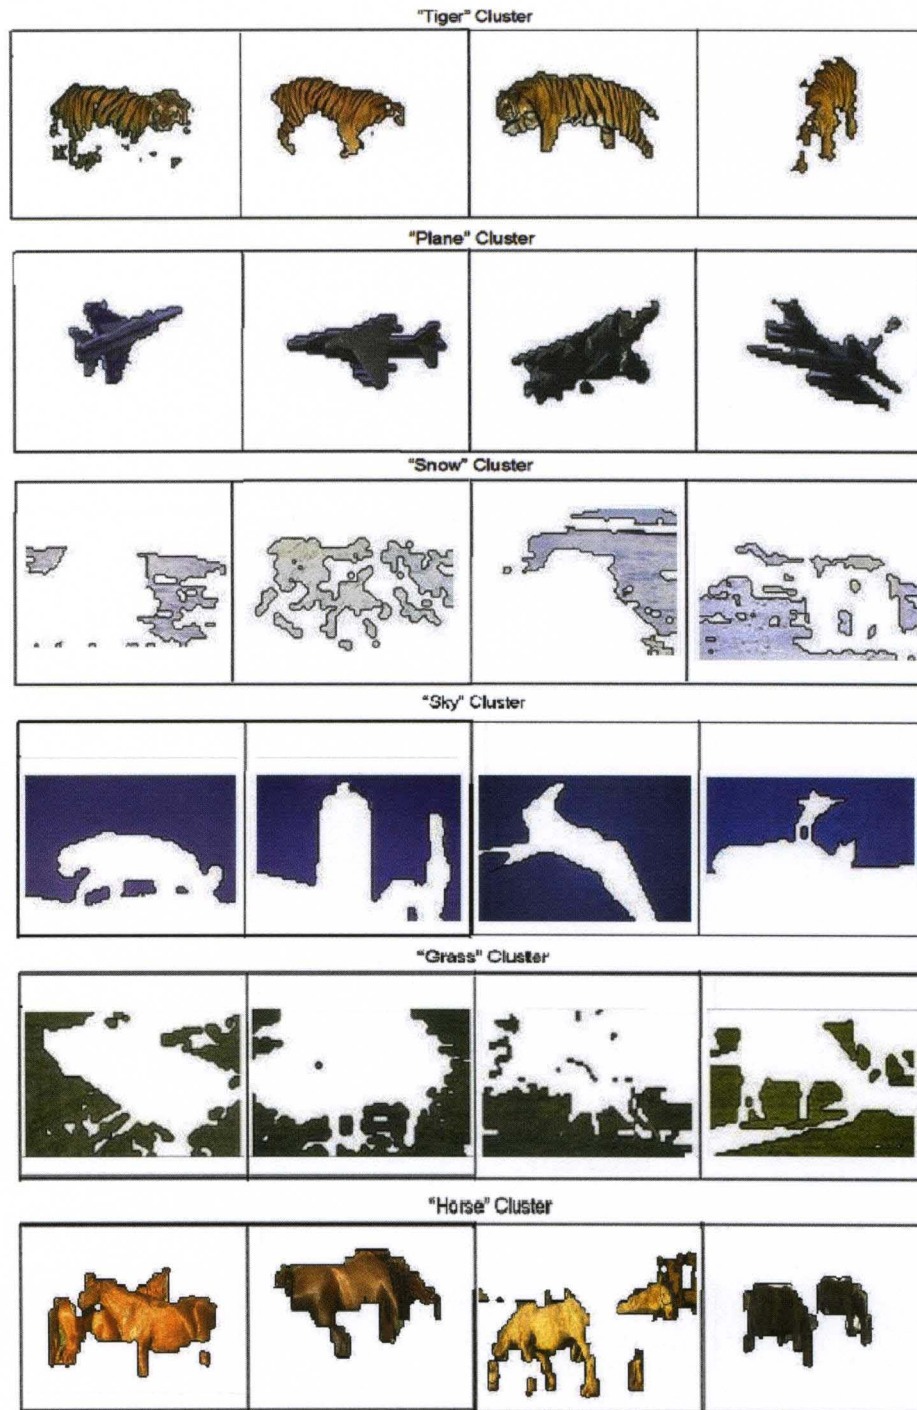 "Tiger" Cluster
"Plane" Cluster
"Snow" Cluster
"Sky" Cluster
"Grass" Cluster
"Horse" Cluster